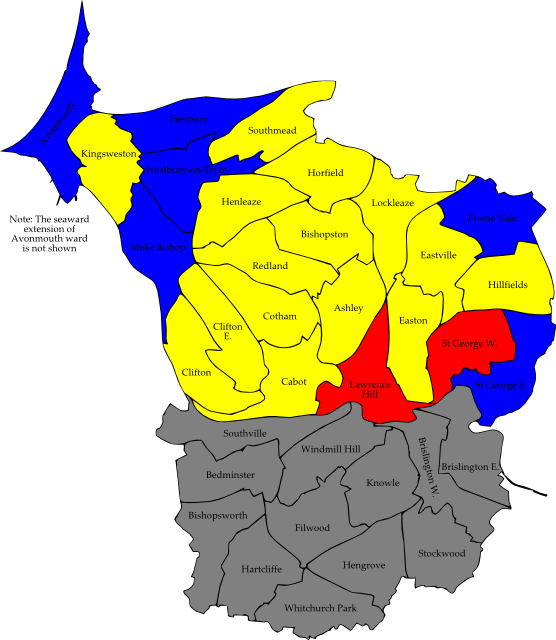 Avonmouth
Henbury
Southmead
Kingsweston
Westbury-on-Trym
Horfield
Henleaze
Lockleaze
Note: The seaward
extension of
Avonmouth ward
is not shown
Frome Vale
Bishopston
Stoke Bishop
Eastville
Redland
Hillfields
Ashley
Cotham
Easton
Clifton
E.
St George W.
Clifton
Cabot
Lawrence
Hill
St George E.
Southville
Windmill Hill
Brislington W.
Brislington E.
Bedminster
Knowle
Bishopsworth
Filwood
Stockwood
Hartcliffe
Hengrove
Whitchurch Park